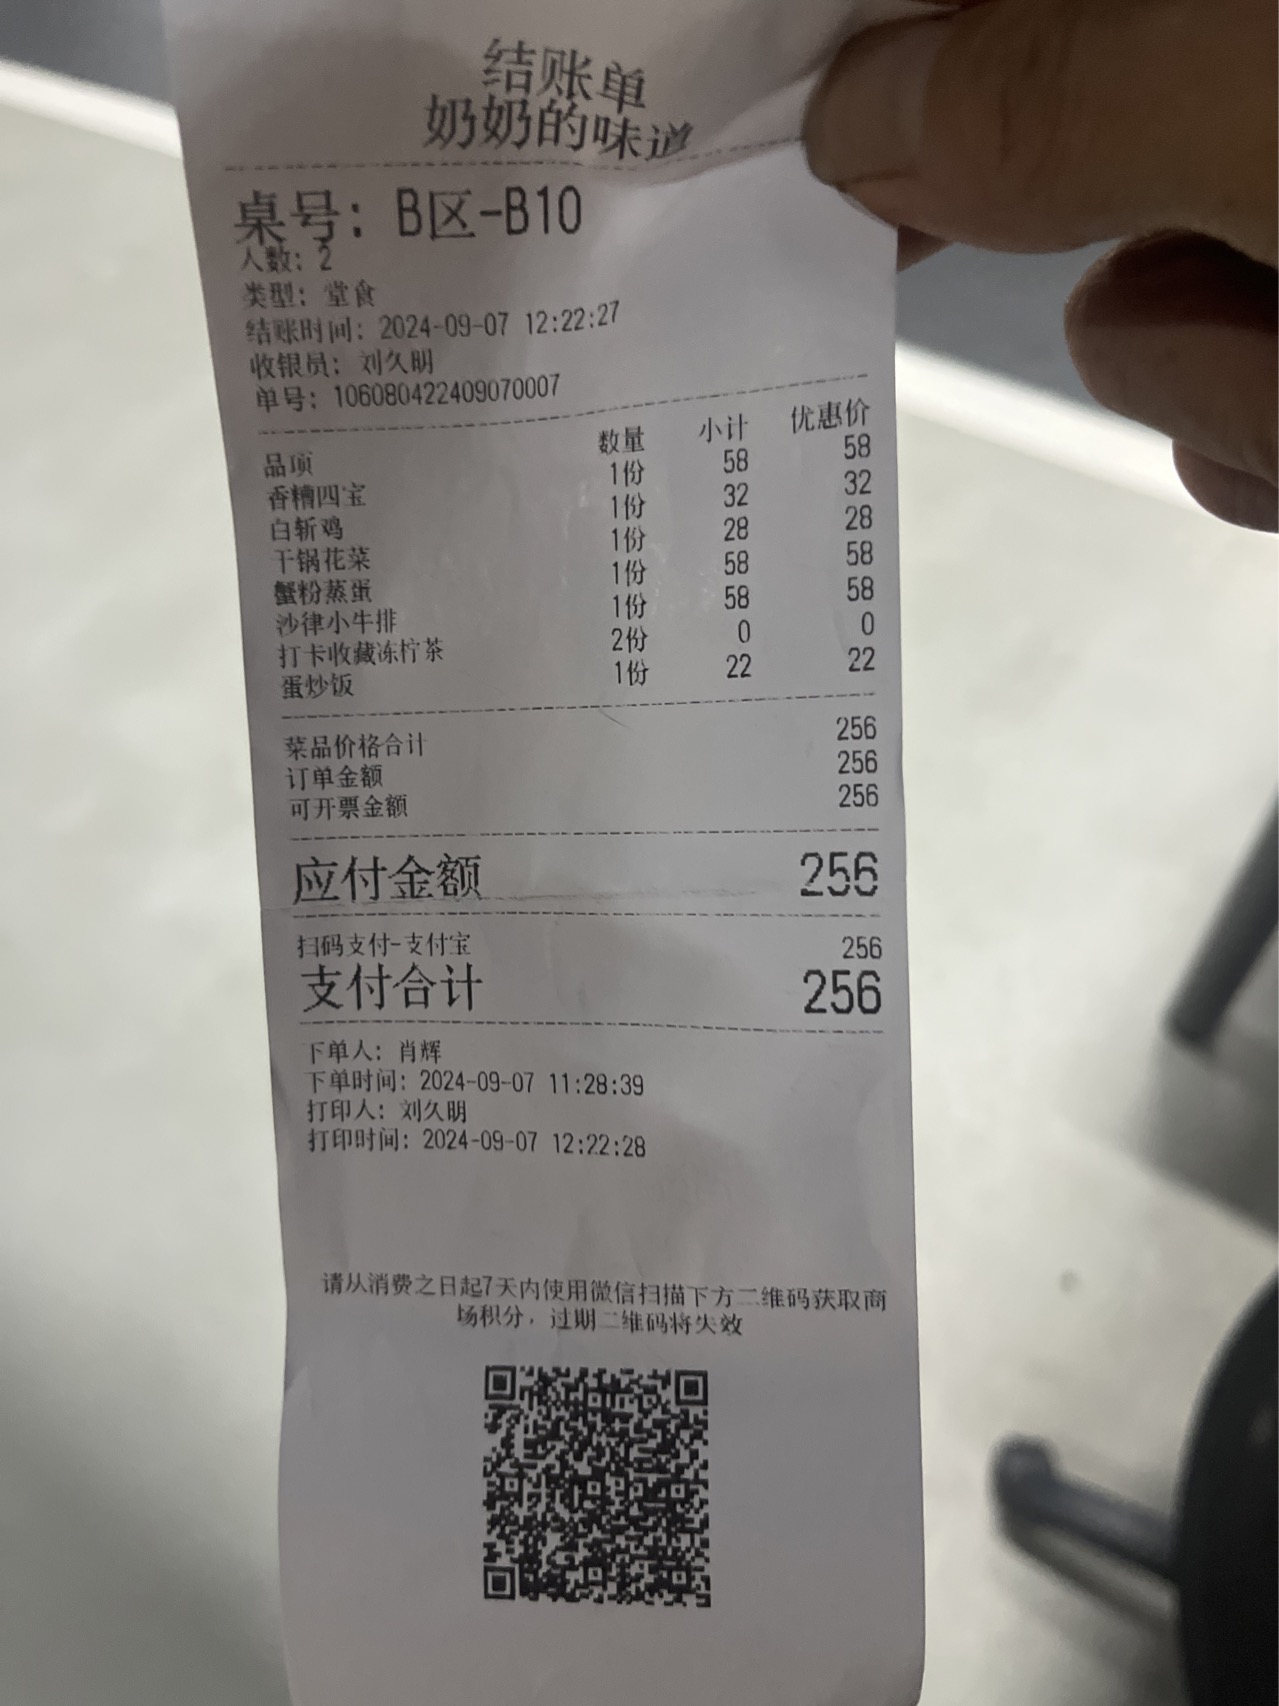 结账单
奶奶的味道
桌号：B区-B10
人数：2
类型：堂食
结账时间：2024-09-07 12:22:27
收银员：刘久明
单号：106080422409070007
品项 数量 小计 优惠价
香糟四宝 1份 58 58
白斩鸡 1份 32 32
干锅花菜 1份 28 28
蟹粉蒸蛋 1份 58 58
沙律小牛排 1份 58 58
打卡收藏冻柠茶 2份 0 0
蛋炒饭 1份 22 22
菜品价格合计 256
订单金额 256
可开票金额 256
应付金额 256
扫码支付-支付宝 256
支付合计 256
下单人：肖辉
下单时间：2024-09-07 11:28:39
打印人：刘久明
打印时间：2024-09-07 12:22:28
请从消费之日起7天内使用微信扫描下方二维码获取商
场积分，过期二维码将失效